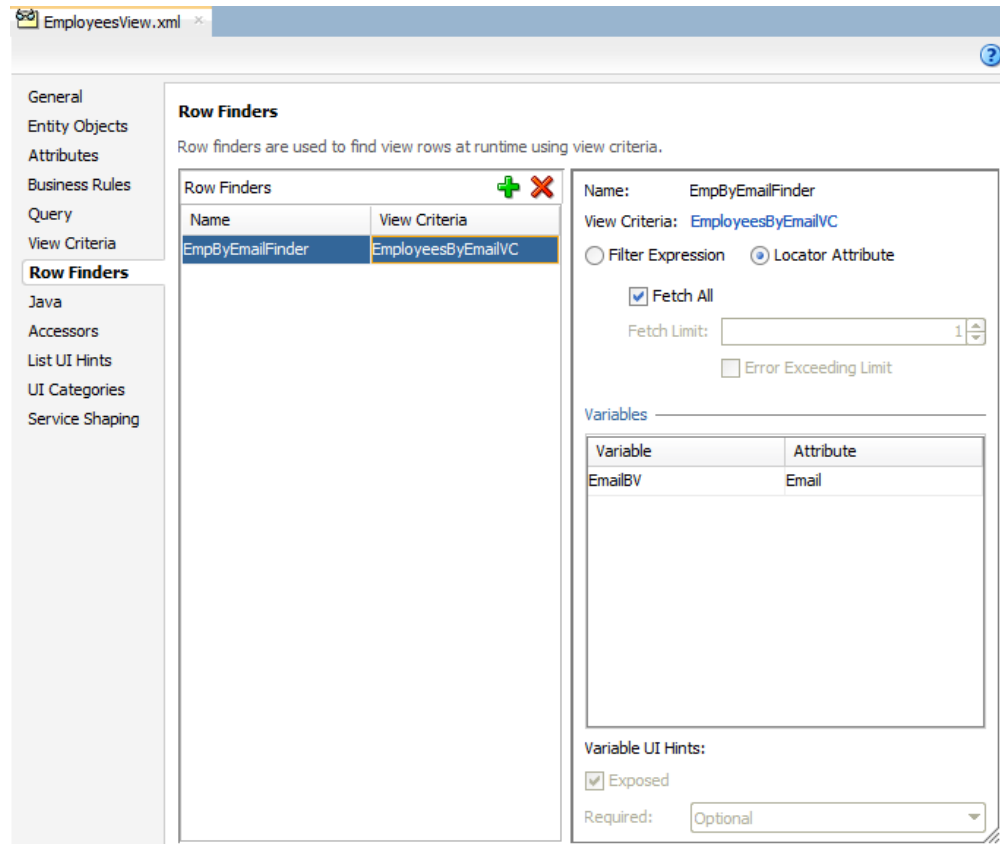 EmployeesView.xml
General
Entity Objects
Attributes
Business Rules
Query
View Criteria
Row Finders
Java
Accessors
List UI Hints
UI Categories
Service Shaping
Row Finders
Row finders are used to find view rows at runtime using view criteria.
Row Finders
Name View Criteria
EmpByEmailFinder EmployeesByEmailVC
Name: EmpByEmailFinder
View Criteria: EmployeesByEmailVC
Filter Expression Locator Attribute
Fetch All
Fetch Limit: 1
Error Exceeding Limit
Variables
Variable Attribute
EmailBV Email
Variable UI Hints:
Exposed
Required: Optional